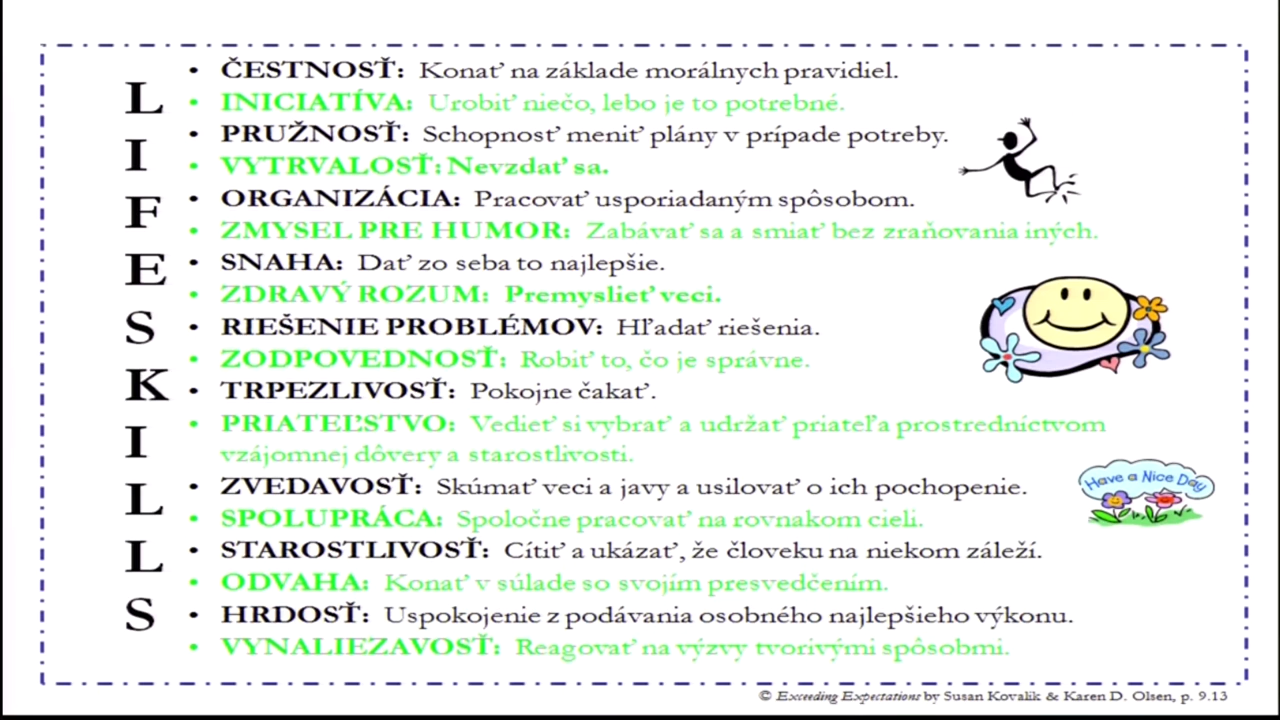 L
I
F
E
S
K
I
L
L
S
• ČESTNOSŤ: Konať na základe morálnych pravidiel.
• INICIATÍVA: Urobiť niečo, lebo je to potrebné.
• PRUŽNOSŤ: Schopnosť meniť plány v prípade potreby.
• VYTRVALOSŤ: Nevzdať sa.
• ORGANIZÁCIA: Pracovať usporiadaným spôsobom.
• ZMYSEL PRE HUMOR: Zabávať sa a smiať bez zraňovania iných.
• SNAHA: Dať zo seba to najlepšie.
• ZDRAVÝ ROZUM: Premyslieť veci.
• RIEŠENIE PROBLÉMOV: Hľadať riešenia.
• ZODPOVEDNOSŤ: Robiť to, čo je správne.
• TRPEZLIVOSŤ: Pokojne čakať.
• PRIATEĽSTVO: Vedieť si vybrať a udržať priateľa prostredníctvom
vzájomnej dôvery a starostlivosti.
• ZVEDAVOSŤ: Skúmať veci a javy a usilovať o ich pochopenie.
• SPOLUPRÁCA: Spoločne pracovať na rovnakom cieli.
• STAROSTLIVOSŤ: Cítiť a ukázať, že človeku na niekom záleží.
• ODVAHA: Konať v súlade so svojím presvedčením.
• HRDOSŤ: Uspokojenie z podávania osobného najlepšieho výkonu.
• VYNALIEZAVOSŤ: Reagovať na výzvy tvorivými spôsobmi.
Have a Nice Day
© Exceeding Expectations by Susan Kovalik & Karen D. Olsen, p. 9.13